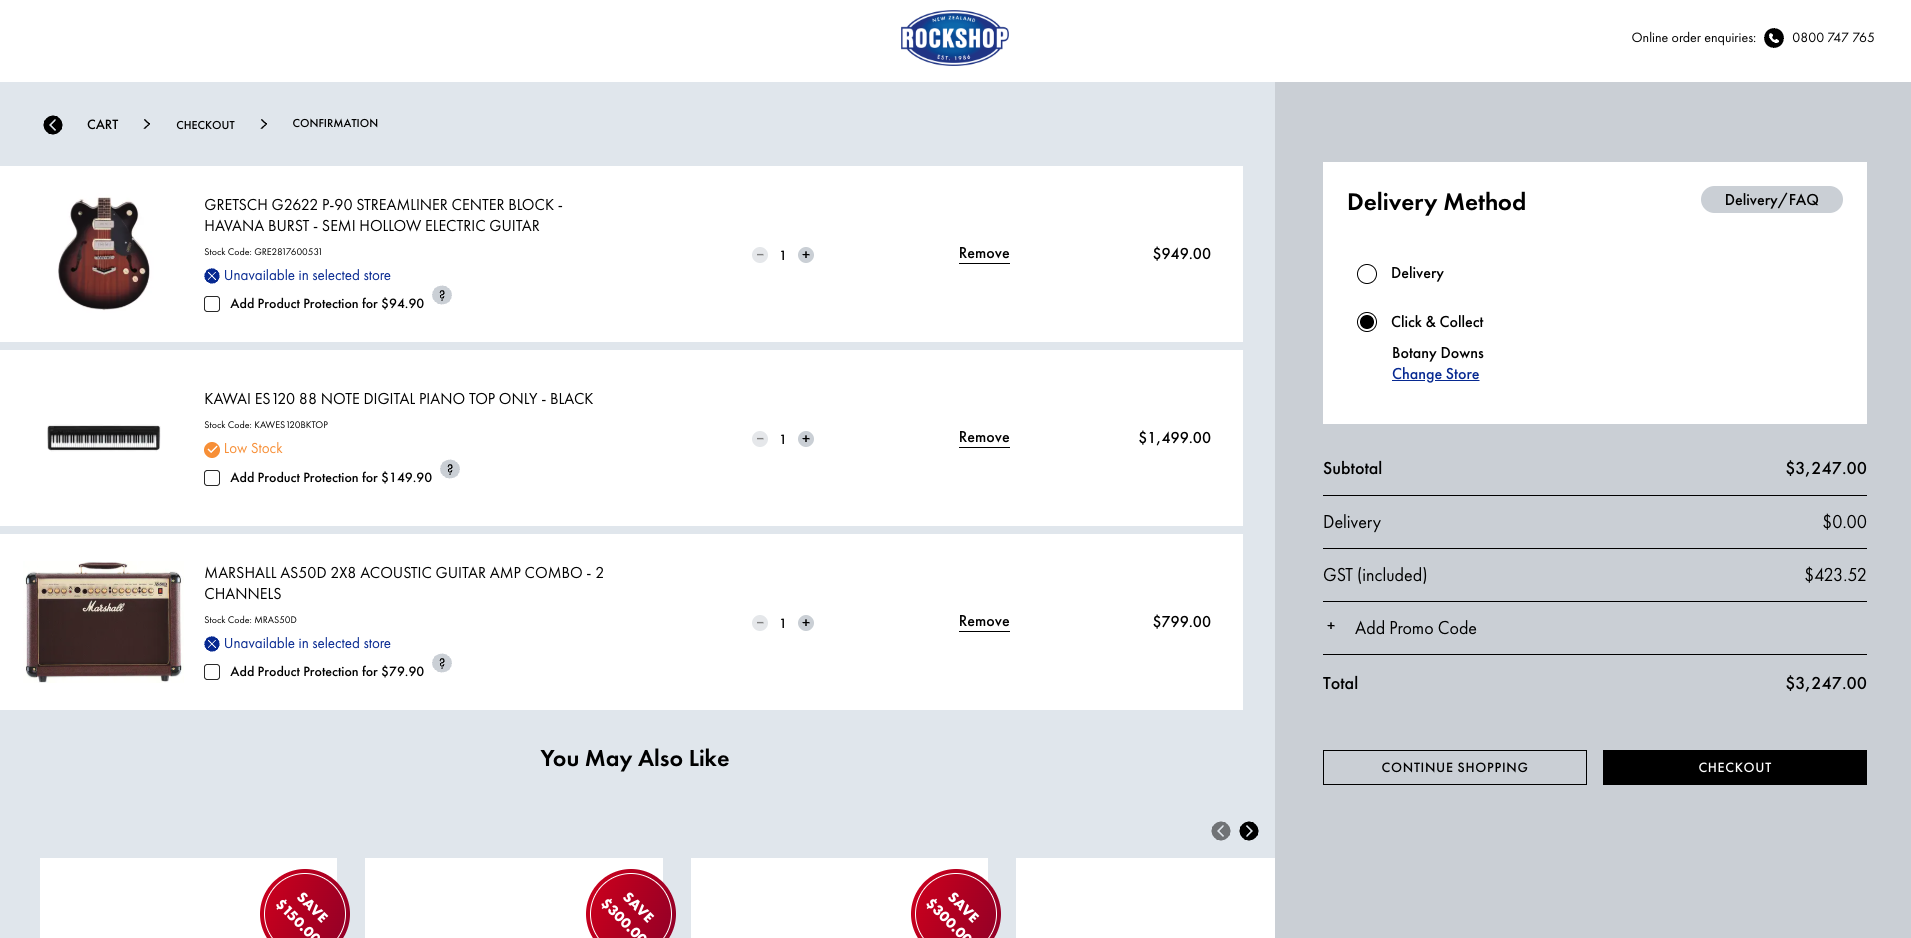 NEW ZEALAND
ROCKSHOP
EST. 1986
Online order enquiries: 0800 747 765
CART
CHECKOUT
CONFIRMATION
GRETSCH G2622 P-90 STREAMLINER CENTER BLOCK -
HAVANA BURST - SEMI HOLLOW ELECTRIC GUITAR
Stock Code: GRE2817600531
Unavailable in selected store
Add Product Protection for $94.90
?
− 1 +
Remove
$949.00
KAWAI ES120 88 NOTE DIGITAL PIANO TOP ONLY - BLACK
Stock Code: KAWES120BKTOP
Low Stock
Add Product Protection for $149.90
?
− 1 +
Remove
$1,499.00
Marshall
MARSHALL AS50D 2X8 ACOUSTIC GUITAR AMP COMBO - 2
CHANNELS
Stock Code: MRAS50D
Unavailable in selected store
Add Product Protection for $79.90
?
− 1 +
Remove
$799.00
You May Also Like
SAVE
$150.00
SAVE
$300.00
SAVE
$300.00
Delivery Method
Delivery/FAQ
Delivery
Click & Collect
Botany Downs
Change Store
Subtotal $3,247.00
Delivery $0.00
GST (included) $423.52
+ Add Promo Code
Total $3,247.00
CONTINUE SHOPPING
CHECKOUT